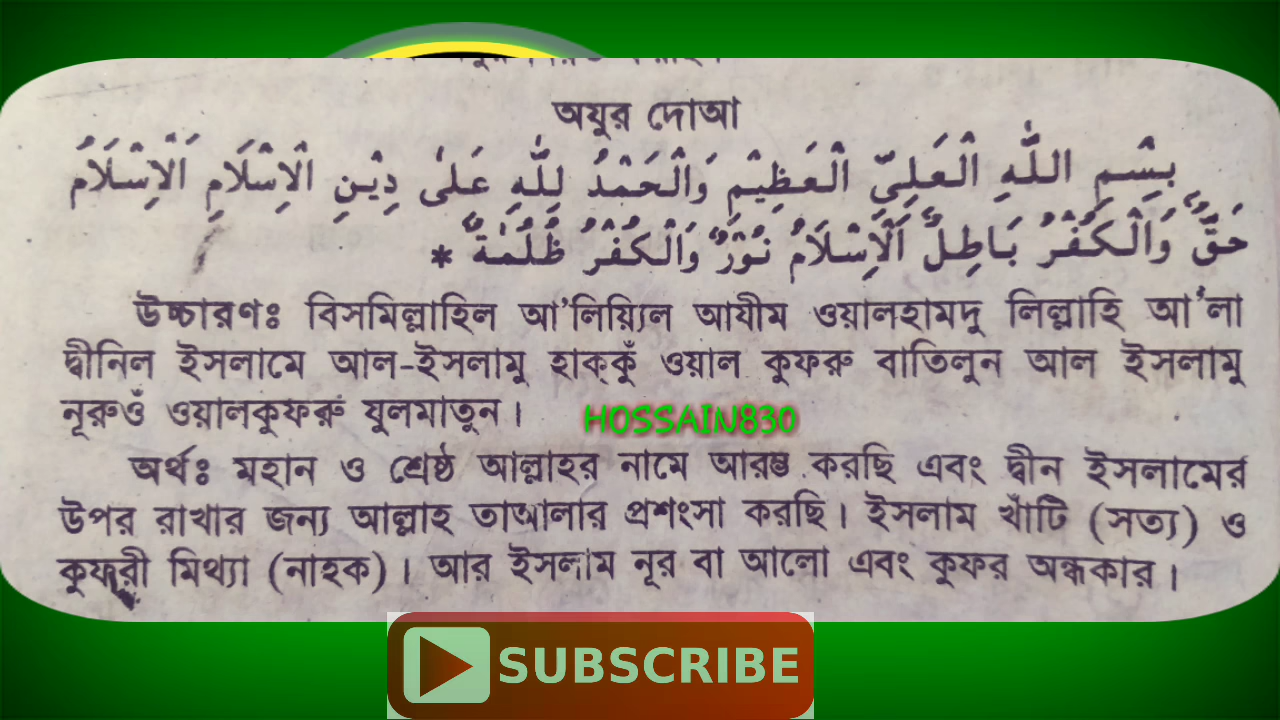 অযুর দোআ
بِسْمِ اللّٰهِ الْعَلِيِّ الْعَظِيْمِ وَالْحَمْدُ لِلّٰهِ عَلٰى دِيْنِ الْاِسْلَامِ اَلْاِسْلَامُ
حَقٌّ وَالْكُفْرُ بَاطِلٌ اَلْاِسْلَامُ نُوْرٌ وَالْكُفْرُ ظُلُمٰةٌ *
উচ্চারণঃ বিসমিল্লাহিল আ'লিয়্যিল আযীম ওয়ালহামদু লিল্লাহি আ'লা
দ্বীনিল ইসলামে আল-ইসলামু হাক্কুঁ ওয়াল কুফরু বাতিলুন আল ইসলামু
নূরুওঁ ওয়ালকুফরু যুলমাতুন।
HOSSAIN830
অর্থঃ মহান ও শ্রেষ্ঠ আল্লাহর নামে আরম্ভ করছি এবং দ্বীন ইসলামের
উপর রাখার জন্য আল্লাহ তাআলার প্রশংসা করছি। ইসলাম খাঁটি (সত্য) ও
কুফরী মিথ্যা (নাহক)। আর ইসলাম নূর বা আলো এবং কুফর অন্ধকার।
SUBSCRIBE